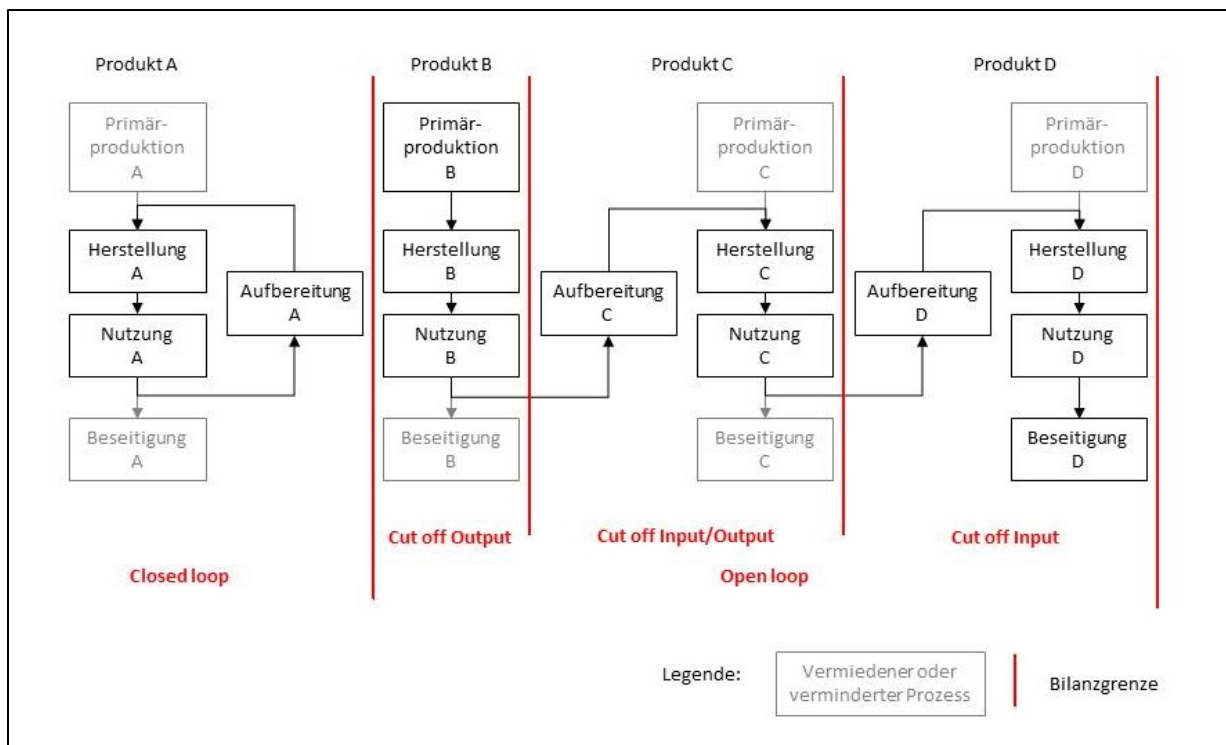 Produkt A
Primär-
produktion
A
Herstellung
A
Aufbereitung
A
Nutzung
A
Beseitigung
A
Closed loop
Produkt B
Primär-
produktion
B
Herstellung
B
Nutzung
B
Beseitigung
B
Cut off Output
Produkt C
Primär-
produktion
C
Aufbereitung
C
Herstellung
C
Nutzung
C
Beseitigung
C
Cut off Input/Output
Produkt D
Primär-
produktion
D
Aufbereitung
D
Herstellung
D
Nutzung
D
Beseitigung
D
Cut off Input
Open loop
Legende:
Vermiedener oder
verminderter Prozess
Bilanzgrenze